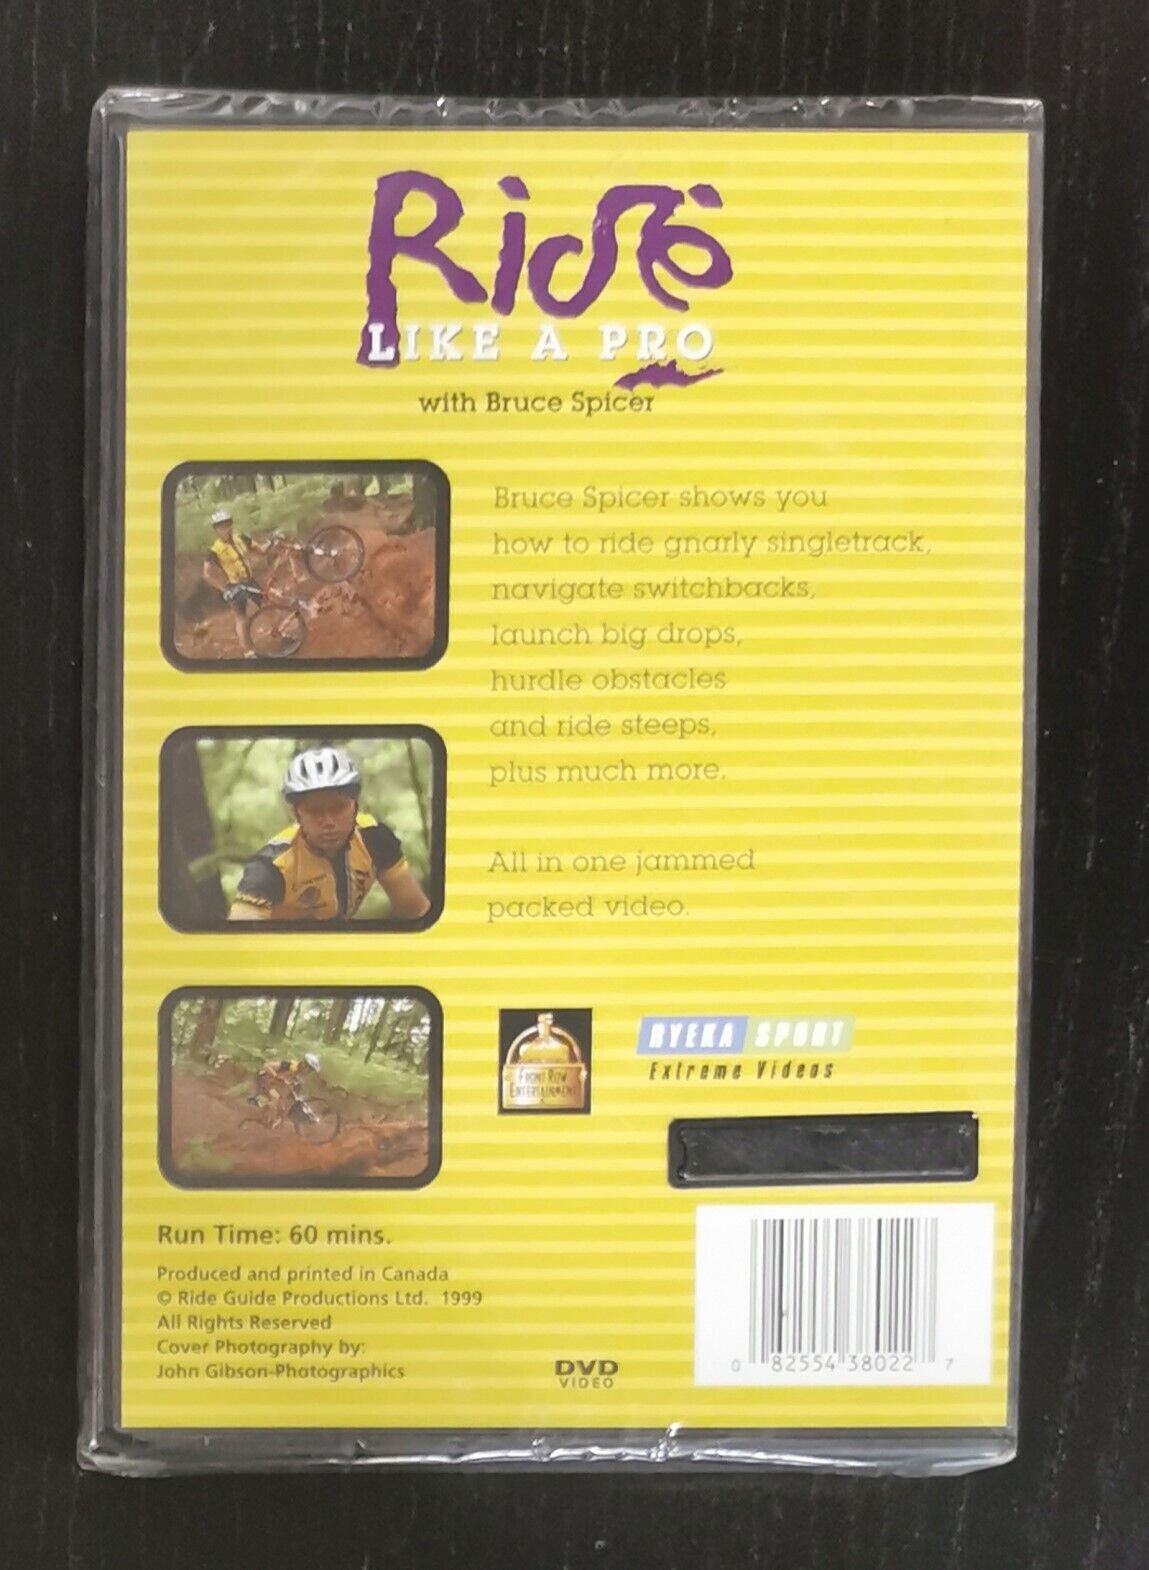 Ride
LIKE A PRO
with Bruce Spicer
Bruce Spicer shows you
how to ride gnarly singletrack,
navigate switchbacks,
launch big drops,
hurdle obstacles
and ride steeps,
plus much more.
All in one jammed
packed video.
FRONT ROW
ENTERTAINMENT
RYEKA SPORT
Extreme Videos
Run Time: 60 mins.
Produced and printed in Canada
© Ride Guide Productions Ltd. 1999
All Rights Reserved
Cover Photography by:
John Gibson-Photographics
DVD
VIDEO
0 82554 38022 7